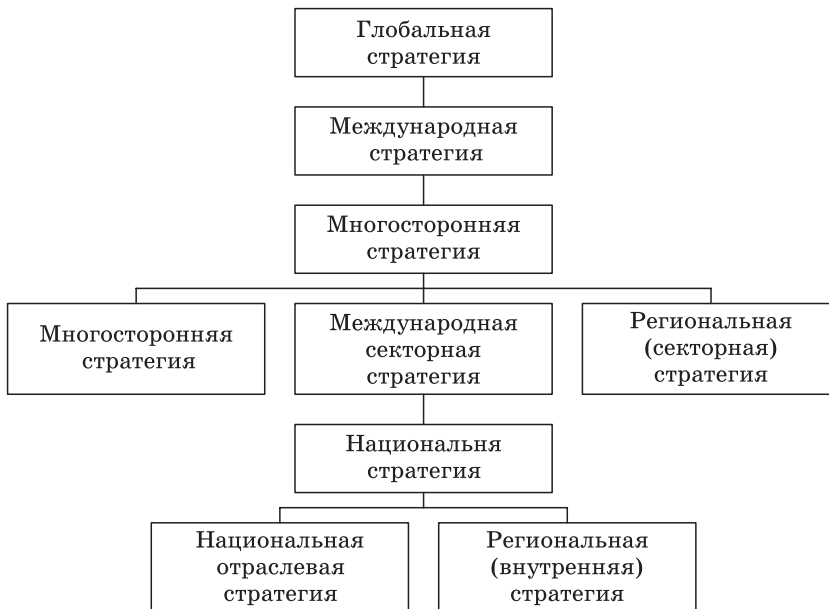 Глобальная
стратегия
Международная
стратегия
Многосторонняя
стратегия
Многосторонняя
стратегия
Международная
секторная
стратегия
Региональная
(секторная)
стратегия
Национальня
стратегия
Национальная
отраслевая
стратегия
Региональная
(внутренняя)
стратегия